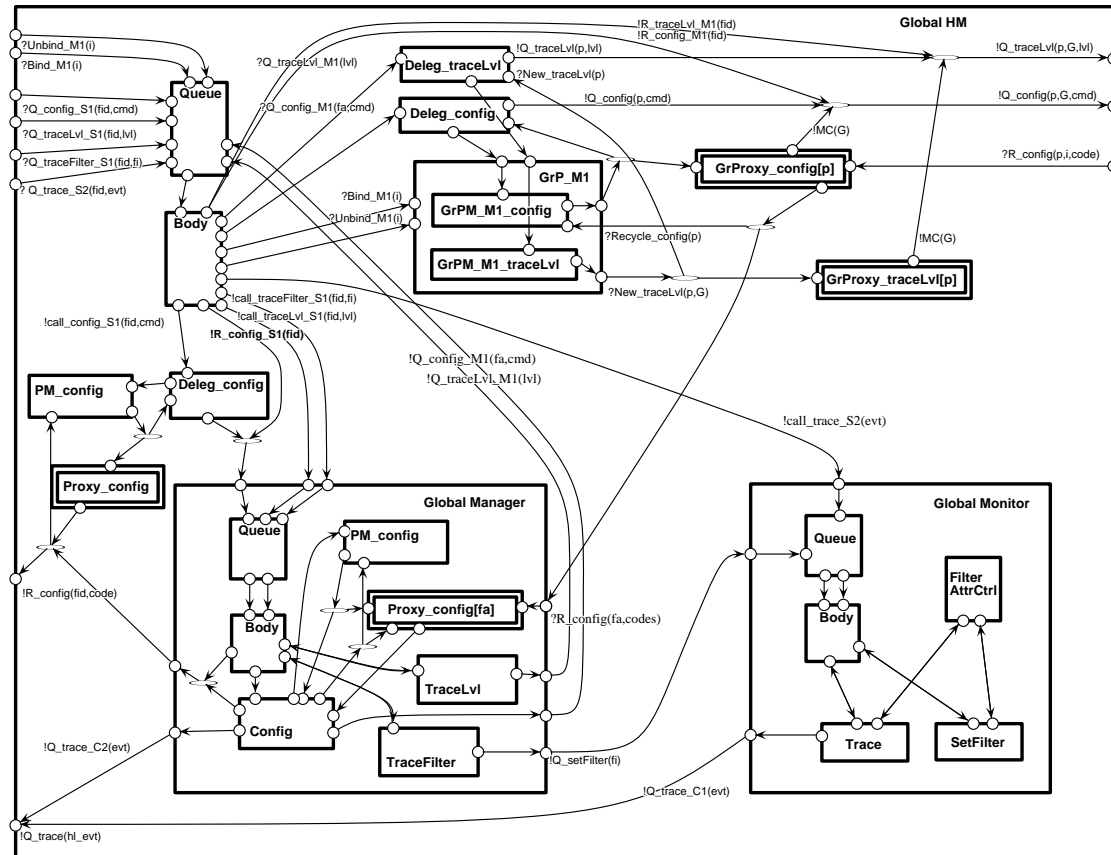 !R_traceLvl_M1(fid)
Global HM
!R_config_M1(fid)
?Unbind_M1(i)
!Q_traceLvl(p,lvl)
!Q_traceLvl(p,G,lvl)
?Bind_M1(i)
?Q_traceLvl_M1(lvl)
Deleg_traceLvl
?New_traceLvl(p)
Queue
!Q_config(p,cmd)
!Q_config(p,G,cmd)
?Q_config_S1(fid,cmd)
?Q_config_M1(fa,cmd)
Deleg_config
?Q_traceLvl_S1(fid,lvl)
!MC(G)
?Q_traceFilter_S1(fid,fi)
?R_config(p,i,code)
GrP_M1
GrProxy_config[p]
? Q_trace_S2(fid,evt)
?Bind_M1(i)
GrPM_M1_config
Body
?Unbind_M1(i)
?Recycle_config(p)
!MC(G)
GrPM_M1_traceLvl
GrProxy_traceLvl[p]
?New_traceLvl(p,G)
!call_traceFilter_S1(fid,fi)
!call_traceLvl_S1(fid,lvl)
!call_config_S1(fid,cmd)
!R_config_S1(fid)
!Q_config_M1(fa,cmd)
!Q_traceLvl_M1(lvl)
PM_config
Deleg_config
!call_trace_S2(evt)
Proxy_config
Global Manager
Global Monitor
Queue
PM_config
Queue
Filter
AttrCtrl
!R_config(fid,code)
Proxy_config[fa]
?R_config(fa,codes)
Body
Body
TraceLvl
Config
Trace
SetFilter
!Q_trace_C2(evt)
TraceFilter
!Q_setFilter(fi)
!Q_trace_C1(evt)
!Q_trace(hl_evt)